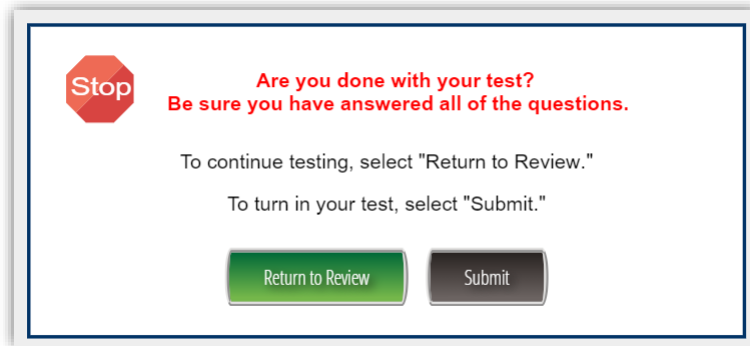 Stop
Are you done with your test?
Be sure you have answered all of the questions.
To continue testing, select "Return to Review."
To turn in your test, select "Submit."
Return to Review
Submit